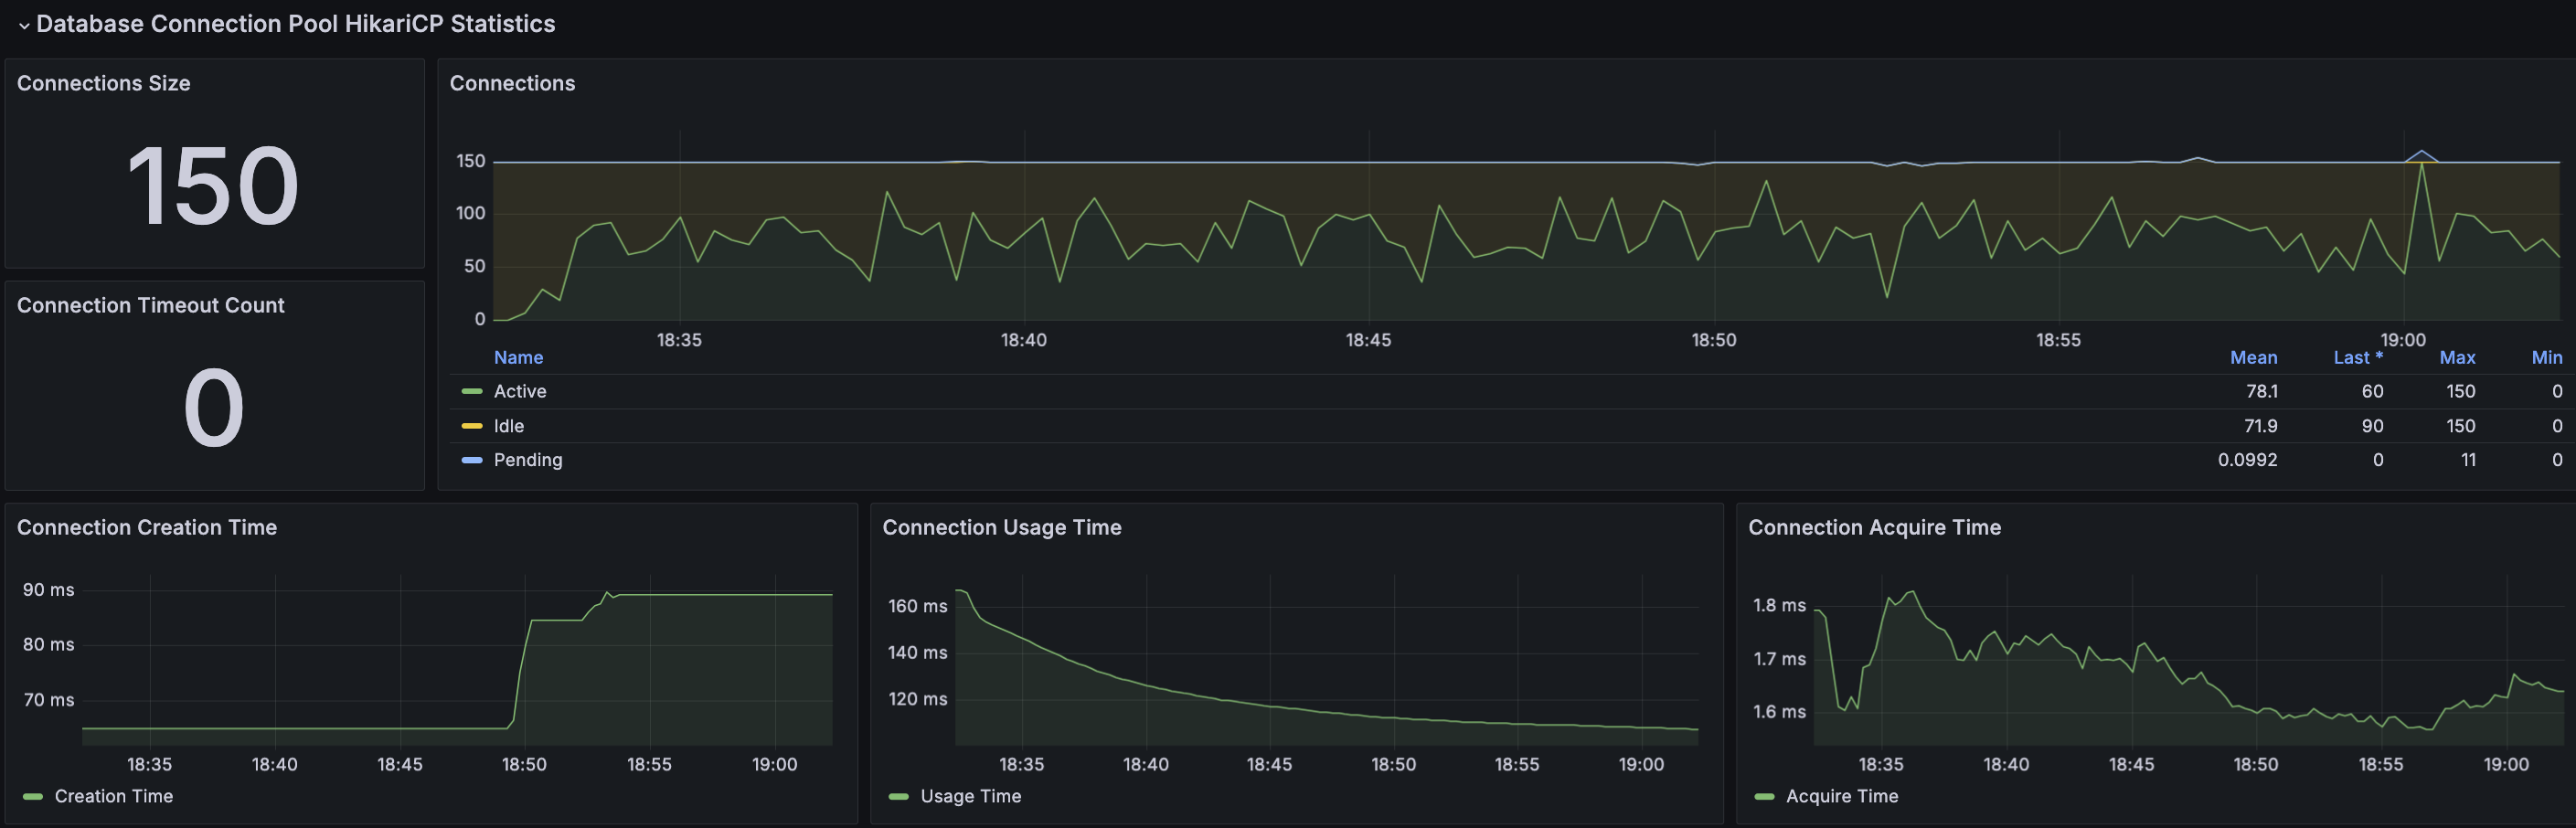 Database Connection Pool HikariCP Statistics
Connections Size
150
Connection Timeout Count
0
Connections
150
100
50
0
18:35 18:40 18:45 18:50 18:55 19:00
Name Mean Last * Max Min
Active 78.1 60 150 0
Idle 71.9 90 150 0
Pending 0.0992 0 11 0
Connection Creation Time
90 ms
80 ms
70 ms
18:35 18:40 18:45 18:50 18:55 19:00
Creation Time
Connection Usage Time
160 ms
140 ms
120 ms
18:35 18:40 18:45 18:50 18:55 19:00
Usage Time
Connection Acquire Time
1.8 ms
1.7 ms
1.6 ms
18:35 18:40 18:45 18:50 18:55 19:00
Acquire Time